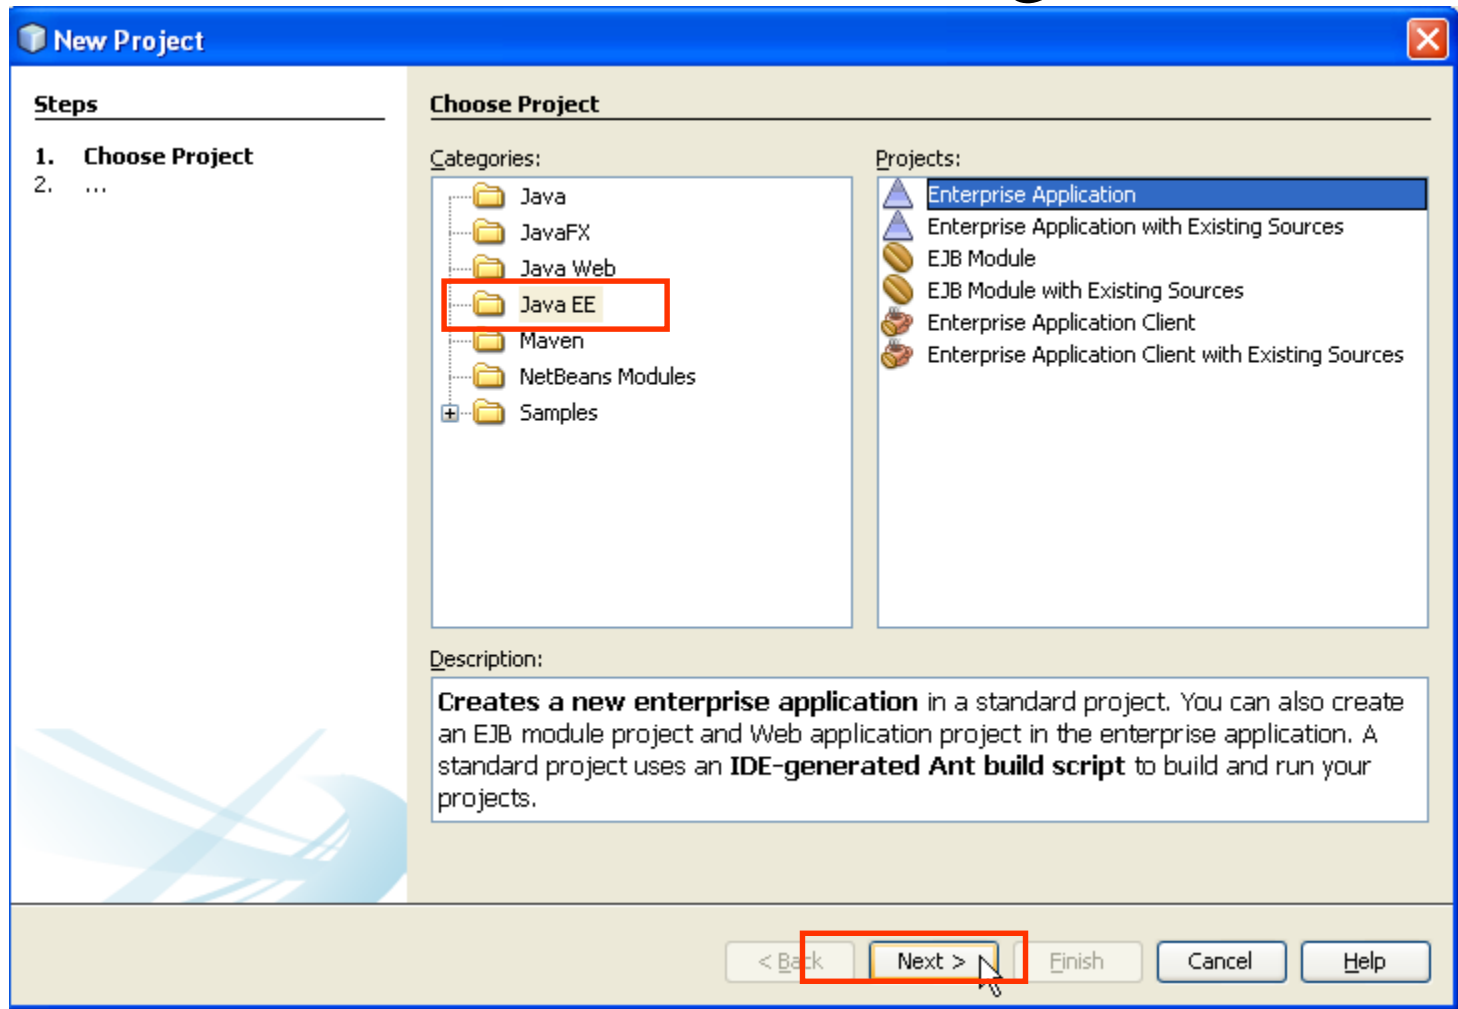 New Project
Steps
1. Choose Project
2. ...
Choose Project
Categories:
Java
JavaFX
Java Web
Java EE
Maven
NetBeans Modules
Samples
Projects:
Enterprise Application
Enterprise Application with Existing Sources
EJB Module
EJB Module with Existing Sources
Enterprise Application Client
Enterprise Application Client with Existing Sources
Description:
Creates a new enterprise application in a standard project. You can also create
an EJB module project and Web application project in the enterprise application. A
standard project uses an IDE-generated Ant build script to build and run your
projects.
< Back Next > Finish Cancel Help